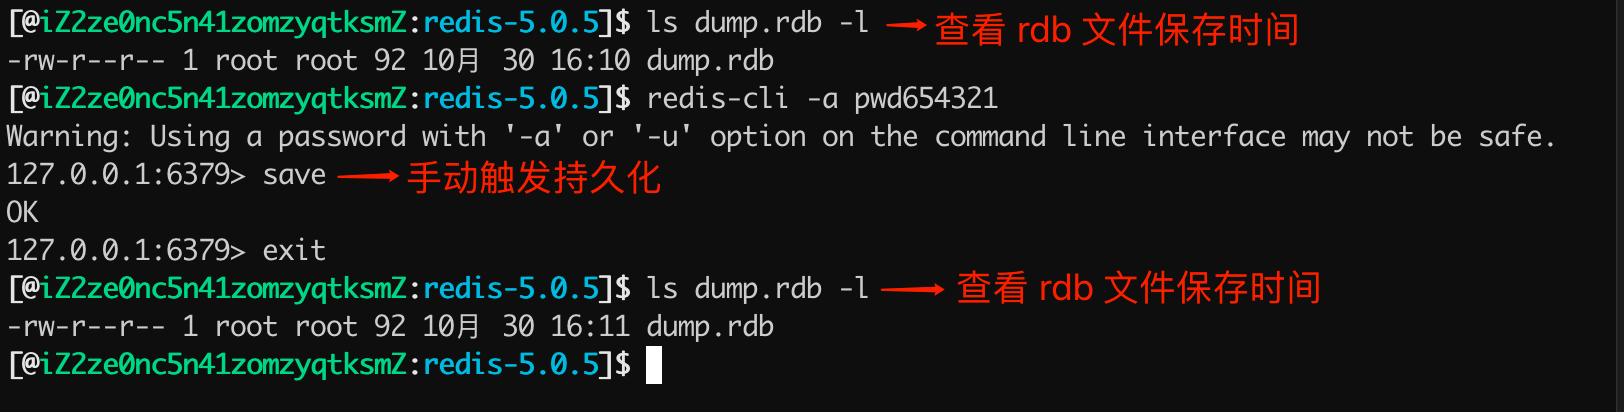 [@iZ2ze0nc5n41zomzyqtksmZ:redis-5.0.5]$ ls dump.rdb -l 查看 rdb 文件保存时间
-rw-r--r-- 1 root root 92 10月 30 16:10 dump.rdb
[@iZ2ze0nc5n41zomzyqtksmZ:redis-5.0.5]$ redis-cli -a pwd654321
Warning: Using a password with '-a' or '-u' option on the command line interface may not be safe.
127.0.0.1:6379> save 手动触发持久化
OK
127.0.0.1:6379> exit
[@iZ2ze0nc5n41zomzyqtksmZ:redis-5.0.5]$ ls dump.rdb -l 查看 rdb 文件保存时间
-rw-r--r-- 1 root root 92 10月 30 16:11 dump.rdb
[@iZ2ze0nc5n41zomzyqtksmZ:redis-5.0.5]$